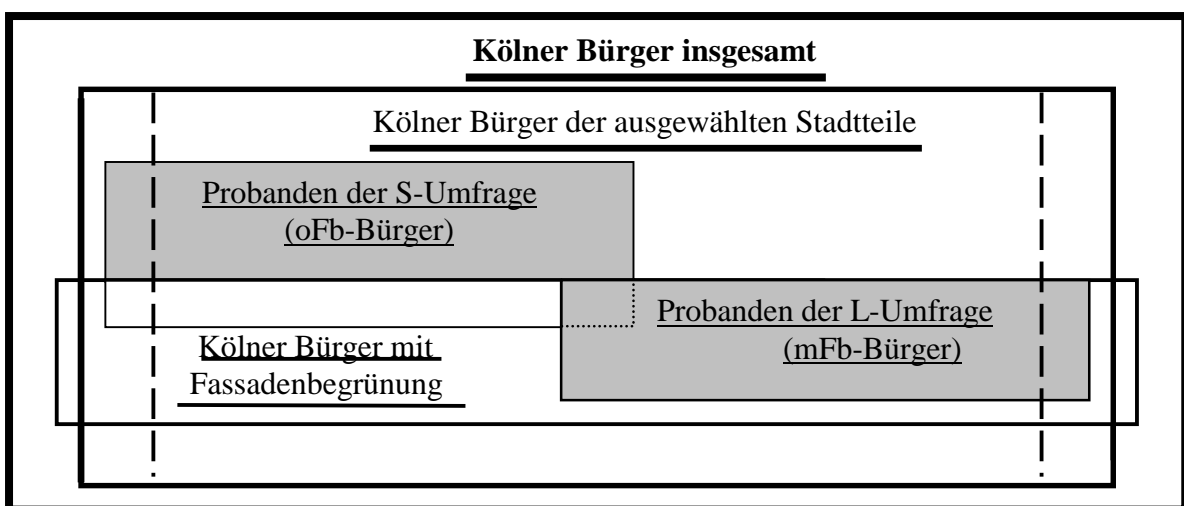 Kölner Bürger insgesamt
Kölner Bürger der ausgewählten Stadtteile
Probanden der S-Umfrage
(oFb-Bürger)
Probanden der L-Umfrage
(mFb-Bürger)
Kölner Bürger mit
Fassadenbegrünung